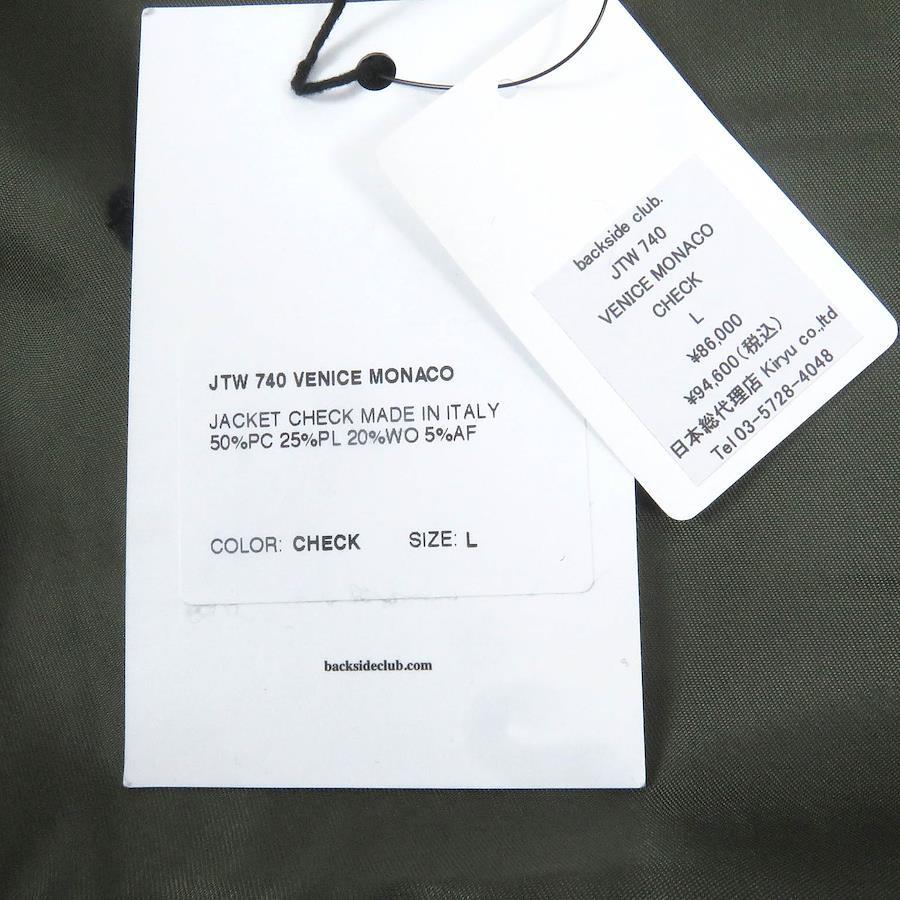 JTW 740 VENICE MONACO
JACKET CHECK MADE IN ITALY
50%PC 25%PL 20%WO 5%AF
COLOR: CHECK SIZE: L
backsideclub.com
backside club.
JTW 740
VENICE MONACO
CHECK
L
¥86,000
¥94,600(税込)
日本総代理店 Kiryu co.,ltd
Tel 03-5728-4048